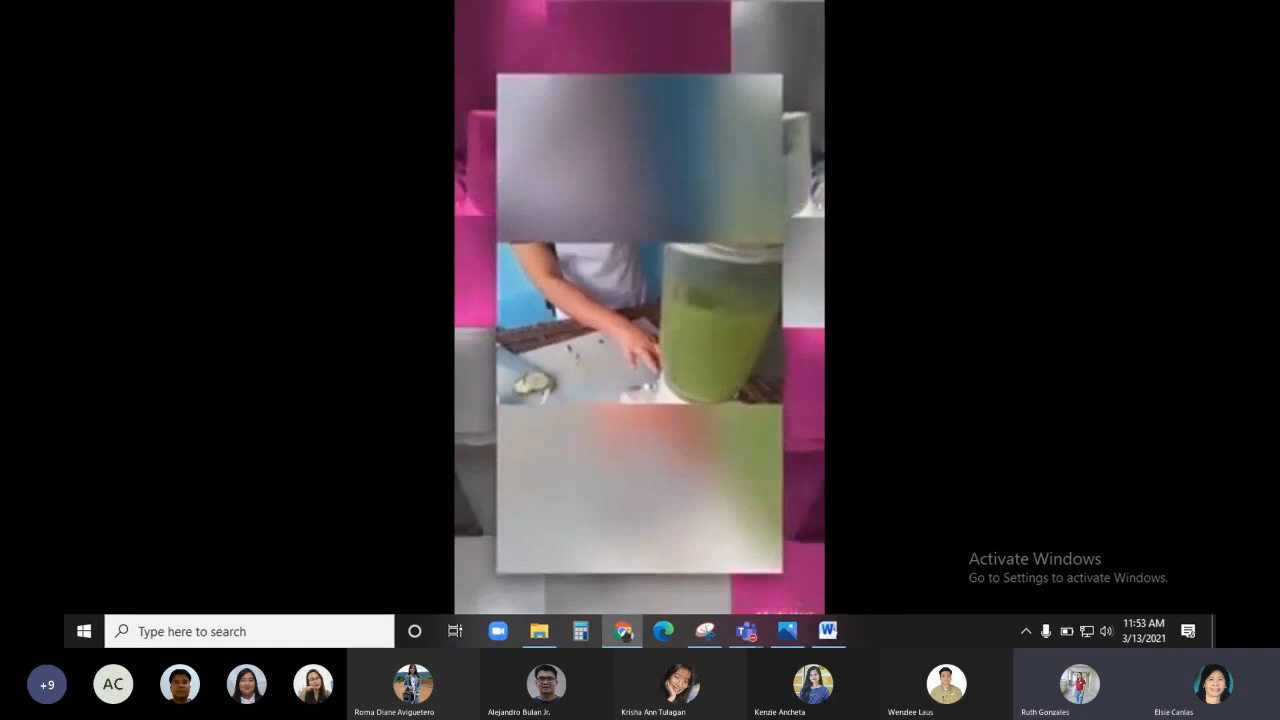 Activate Windows
Go to Settings to activate Windows.
Type here to search
11:53 AM
3/13/2021
+9
AC
Roma Diane Aviguetero
Alejandro Bulan Jr.
Krisha Ann Tulagan
Kenzie Ancheta
Wenzlee Laus
Ruth Gonzales
Elsie Canlas